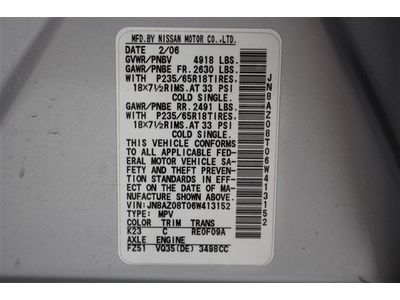 MFD.BY NISSAN MOTOR CO.,LTD.
DATE 2/06
GVWR/PNBV 4918 LBS.
GAWR/PNBE FR.2630 LBS.
WITH P235/65R18TIRES.
18X7½RIMS.AT 33 PSI
COLD SINGLE.
GAWR/PNBE RR.2491 LBS.
WITH P235/65R18TIRES.
18X7½RIMS.AT 33 PSI
COLD SINGLE.
THIS VEHICLE CONFORMS
TO ALL APPLICABLE FED-
ERAL MOTOR VEHICLE SA-
FETY AND THEFT PREVEN-
TION STANDARDS IN EFF-
ECT ON THE DATE OF MA-
NUFACTURE SHOWN ABOVE.
VIN:JN8AZ08T06W413152
TYPE: MPV
COLOR TRIM TRANS
K23 C RE0F09A
AXLE ENGINE
FZ51 VQ35(DE) 3498CC
JN8AZ08T06W413152